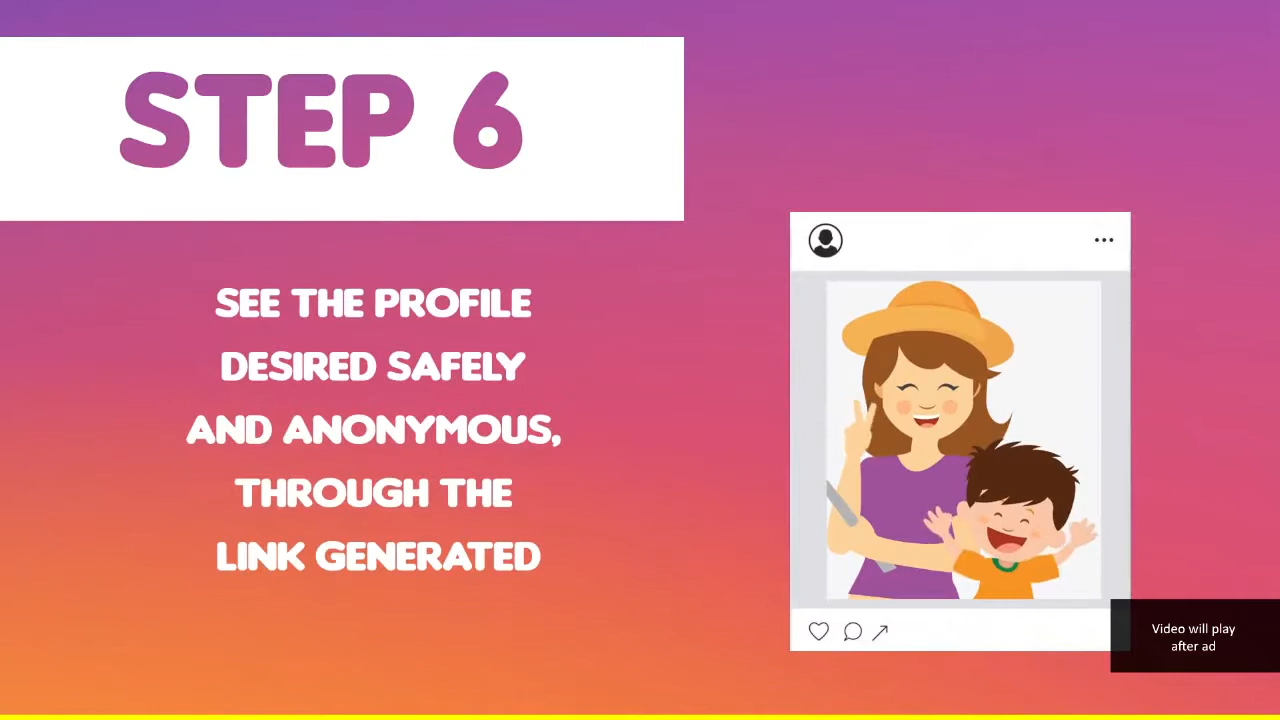 STEP 6
SEE THE PROFILE
DESIRED SAFELY
AND ANONYMOUS,
THROUGH THE
LINK GENERATED
Video will play
after ad